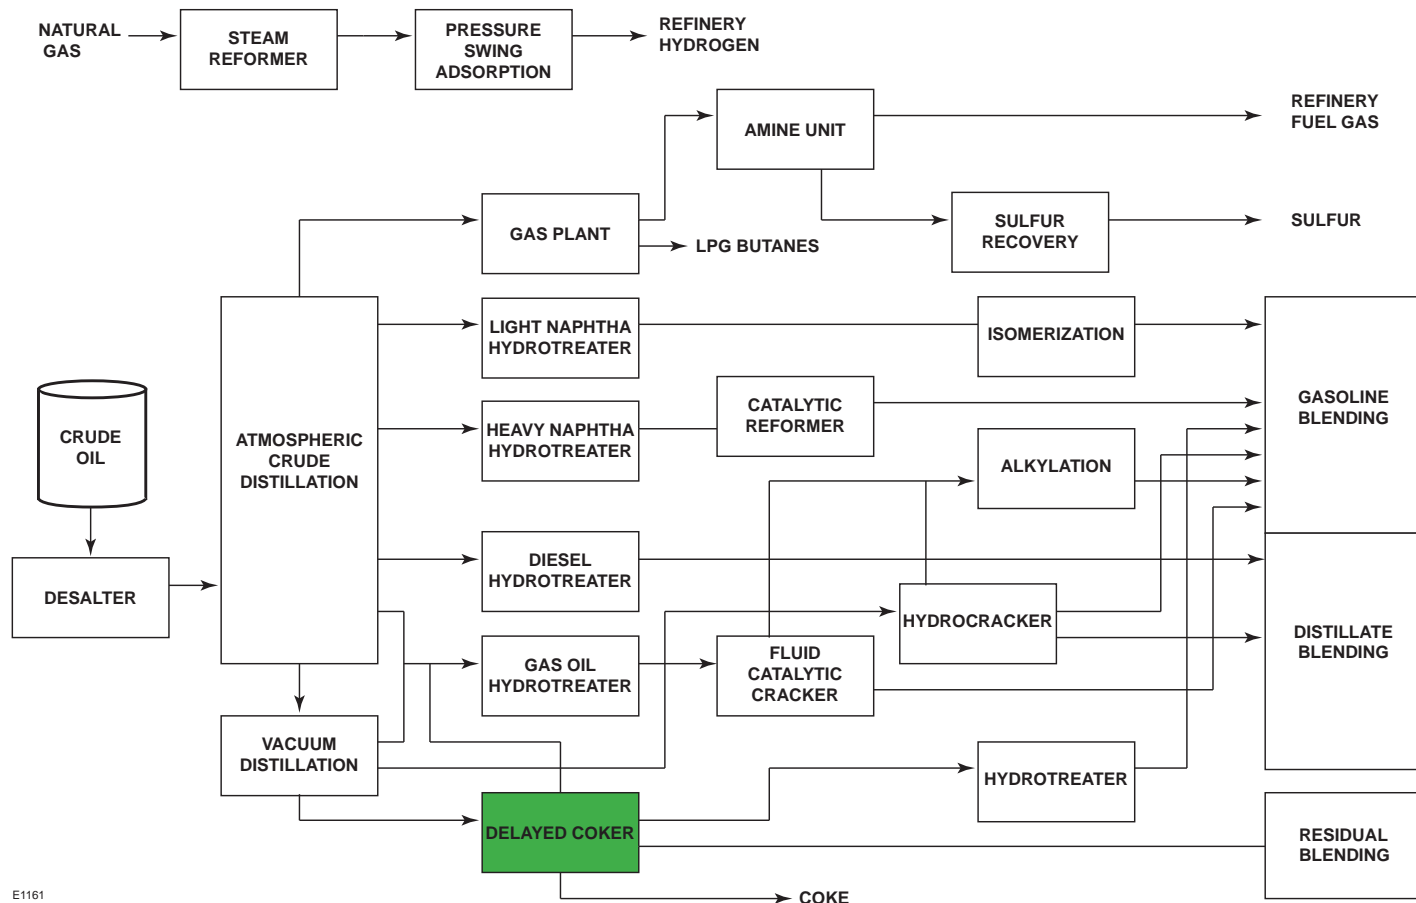 NATURAL
GAS
STEAM
REFORMER
PRESSURE
SWING
ADSORPTION
REFINERY
HYDROGEN
AMINE UNIT
REFINERY
FUEL GAS
GAS PLANT
LPG BUTANES
SULFUR
RECOVERY
SULFUR
LIGHT NAPHTHA
HYDROTREATER
ISOMERIZATION
GASOLINE
BLENDING
CRUDE
OIL
ATMOSPHERIC
CRUDE
DISTILLATION
HEAVY NAPHTHA
HYDROTREATER
CATALYTIC
REFORMER
ALKYLATION
DESALTER
DIESEL
HYDROTREATER
HYDROCRACKER
DISTILLATE
BLENDING
GAS OIL
HYDROTREATER
FLUID
CATALYTIC
CRACKER
VACUUM
DISTILLATION
HYDROTREATER
DELAYED COKER
RESIDUAL
BLENDING
COKE
E1161